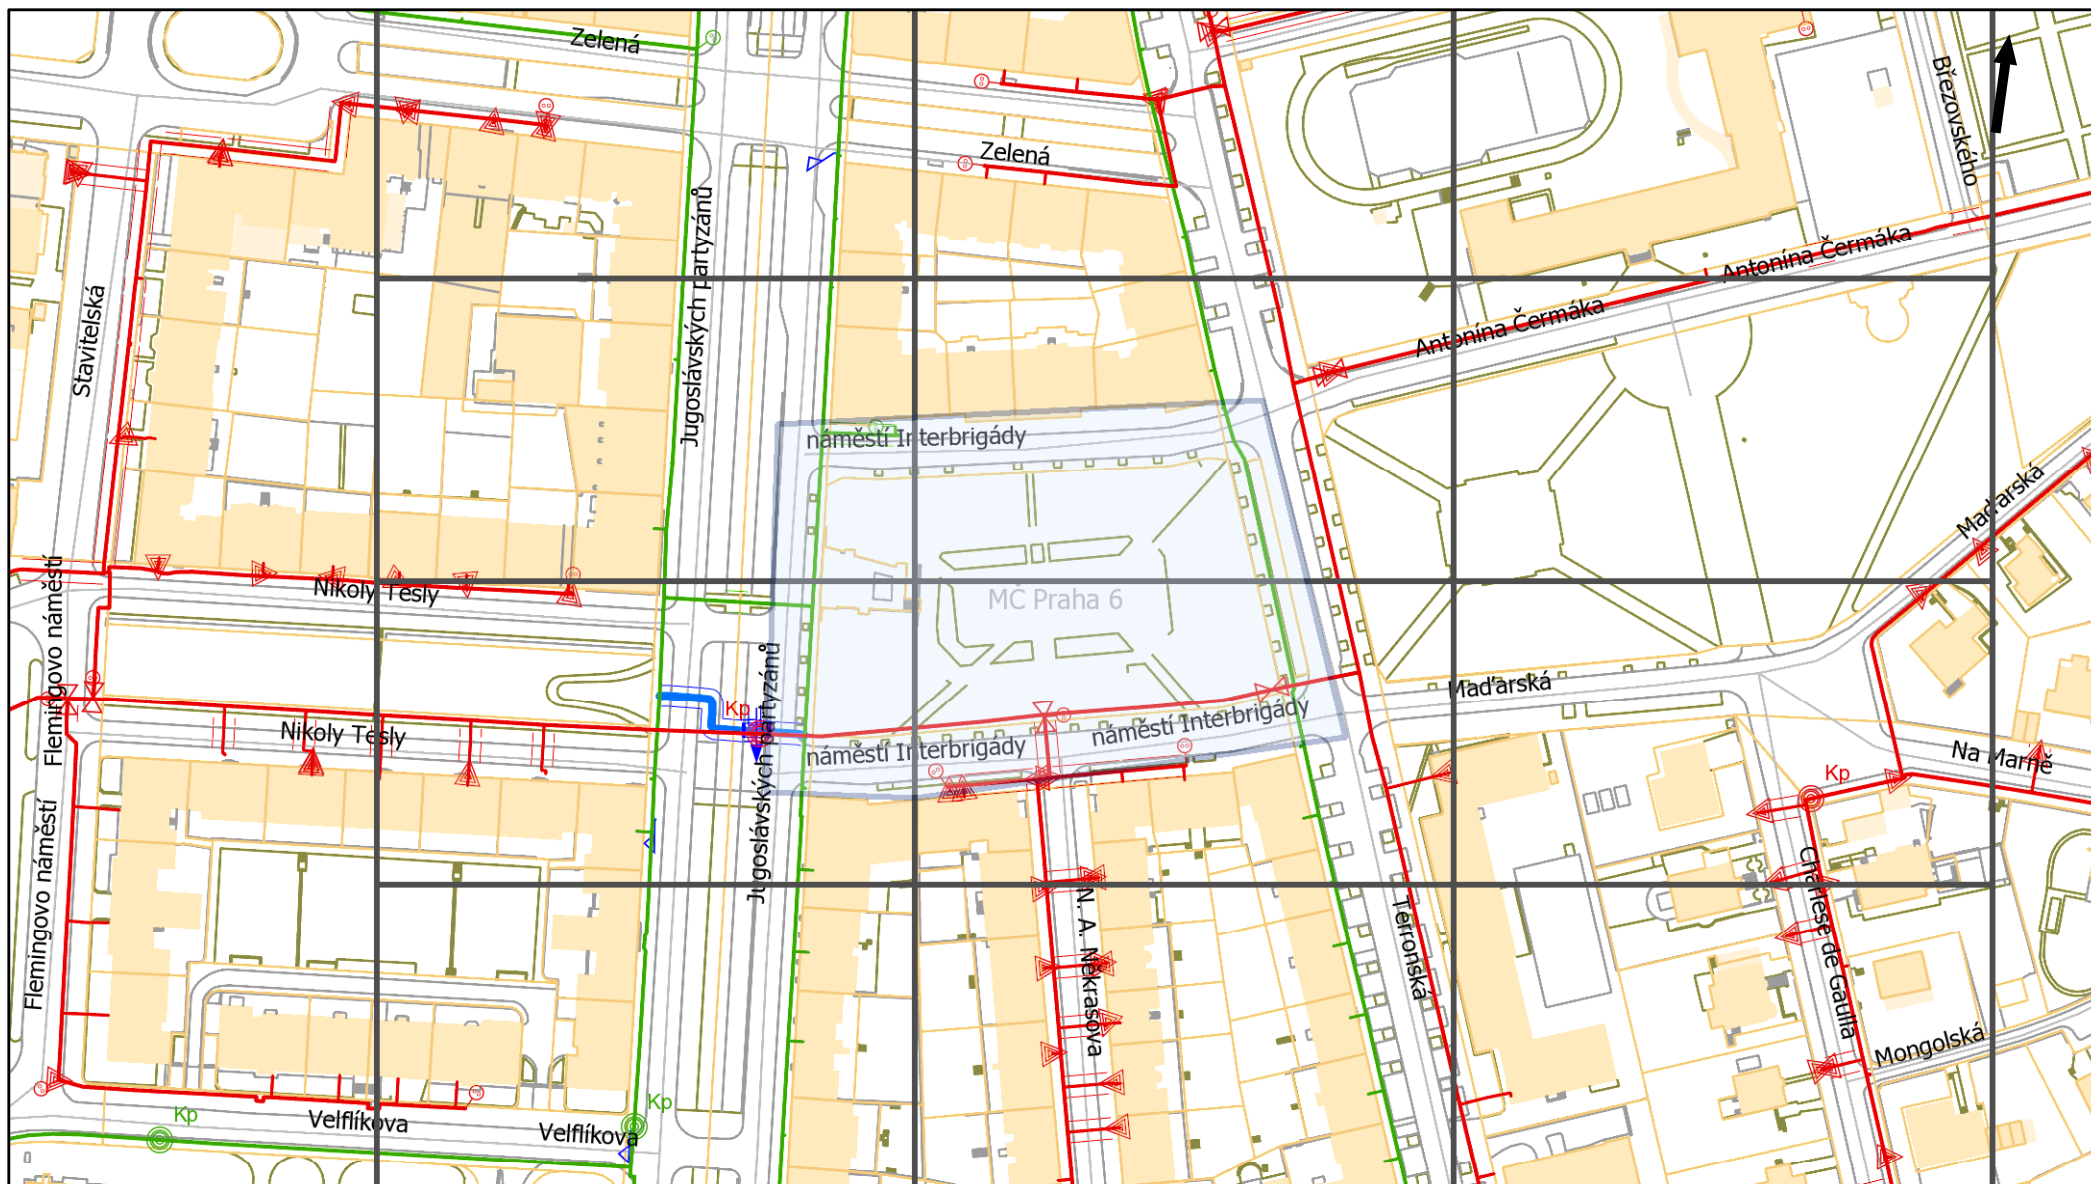 Zelená
Zelená
Březovského
Antonína Čermáka
Antonína Čermáka
Jugoslávských partyzánů
Stavitelská
náměstí Interbrigády
Maďarská
Nikoly Tesly
MČ Praha 6
Flemingovo náměstí
Jugoslávských partyzánů
Maďarská
Kp
náměstí Interbrigády
Nikoly Tesly
náměstí Interbrigády
Na Marně
Kp
Flemingovo náměstí
Charlese de Gaulla
N. A. Někrasova
Terronská
Mongolská
Kp
Kp
Velflíkova
Velflíkova